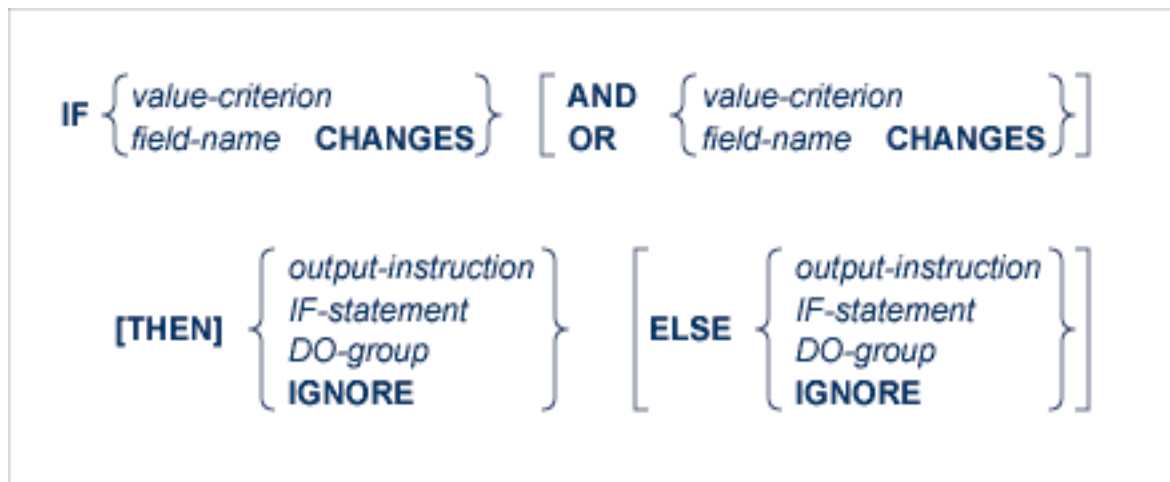 value-criterion AND value-criterion
IF field-name CHANGES OR field-name CHANGES
output-instruction output-instruction
IF-statement IF-statement
[THEN] ELSE
DO-group DO-group
IGNORE IGNORE